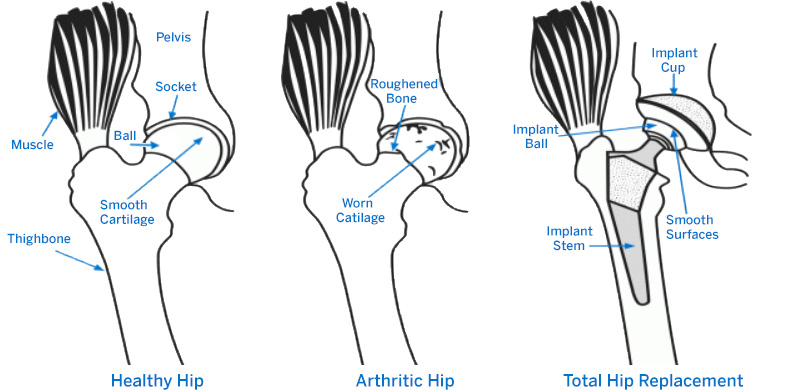 Pelvis
Socket
Muscle
Ball
Smooth
Cartilage
Thighbone
Healthy Hip
Roughened
Bone
Worn
Catilage
Arthritic Hip
Implant
Cup
Implant
Ball
Implant
Stem
Smooth
Surfaces
Total Hip Replacement